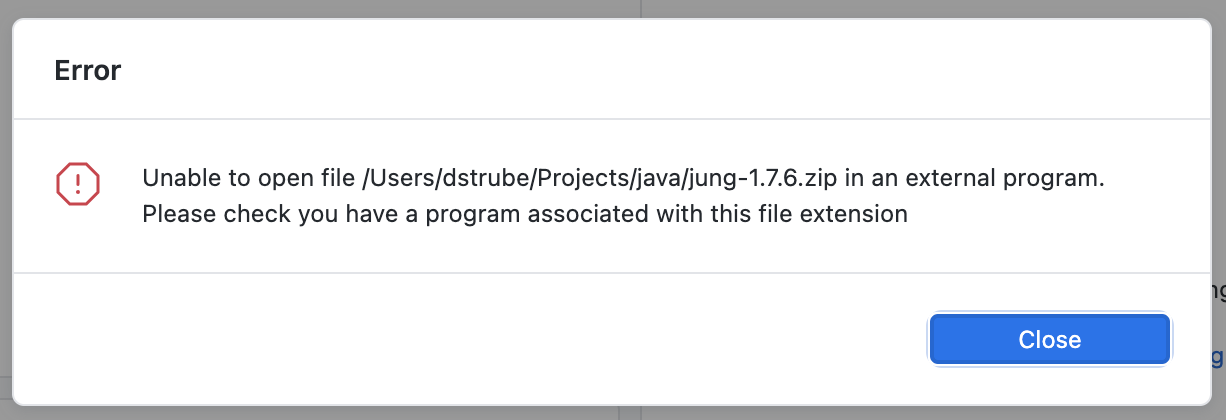 Error
Unable to open file /Users/dstrube/Projects/java/jung-1.7.6.zip in an external program.
Please check you have a program associated with this file extension
Close